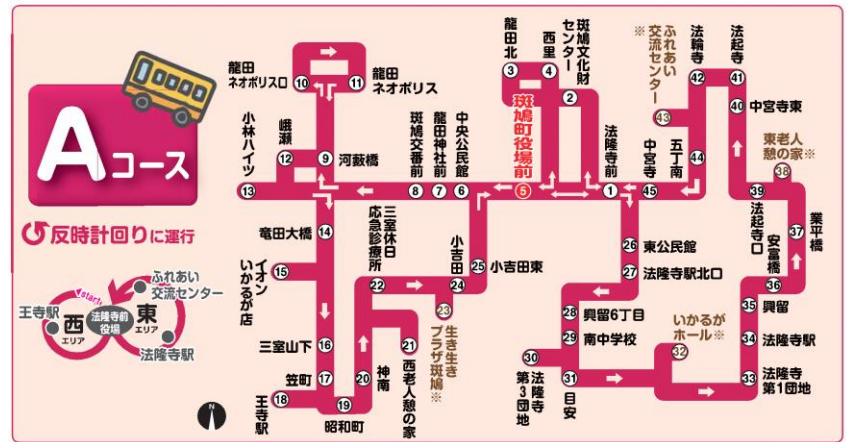 Aコース
反時計回りに運行
start!
王寺駅
西エリア
法隆寺前
役場
東エリア
ふれあい
交流センター
法隆寺駅
1 法隆寺前
2 斑鳩文化財センター
3 龍田北
4 西里
5 斑鳩町役場前
6 中央公民館
7 龍田神社前
8 斑鳩交番前
9 河藪橋
10 龍田ネオポリス口
11 龍田ネオポリス
12 峨瀬
13 小林ハイツ
14 竜田大橋
15 イオンいかるが店
16 三室山下
17 笠町
18 王寺駅
19 昭和町
20 神南
21 西老人憩の家
22 三室休日応急診療所
23 生き生きプラザ斑鳩※
24 小吉田
25 小吉田東
26 東公民館
27 法隆寺駅北口
28 興留6丁目
29 南中学校
30 法隆寺第3団地
31 目安
32 いかるがホール※
33 法隆寺第1団地
34 法隆寺駅
35 興留
36 安富橋
37 業平橋
38 東老人憩の家※
39 法起寺口
40 中宮寺東
41 法起寺
42 法輪寺
43 ふれあい交流センター※
44 五丁南
45 中宮寺
N